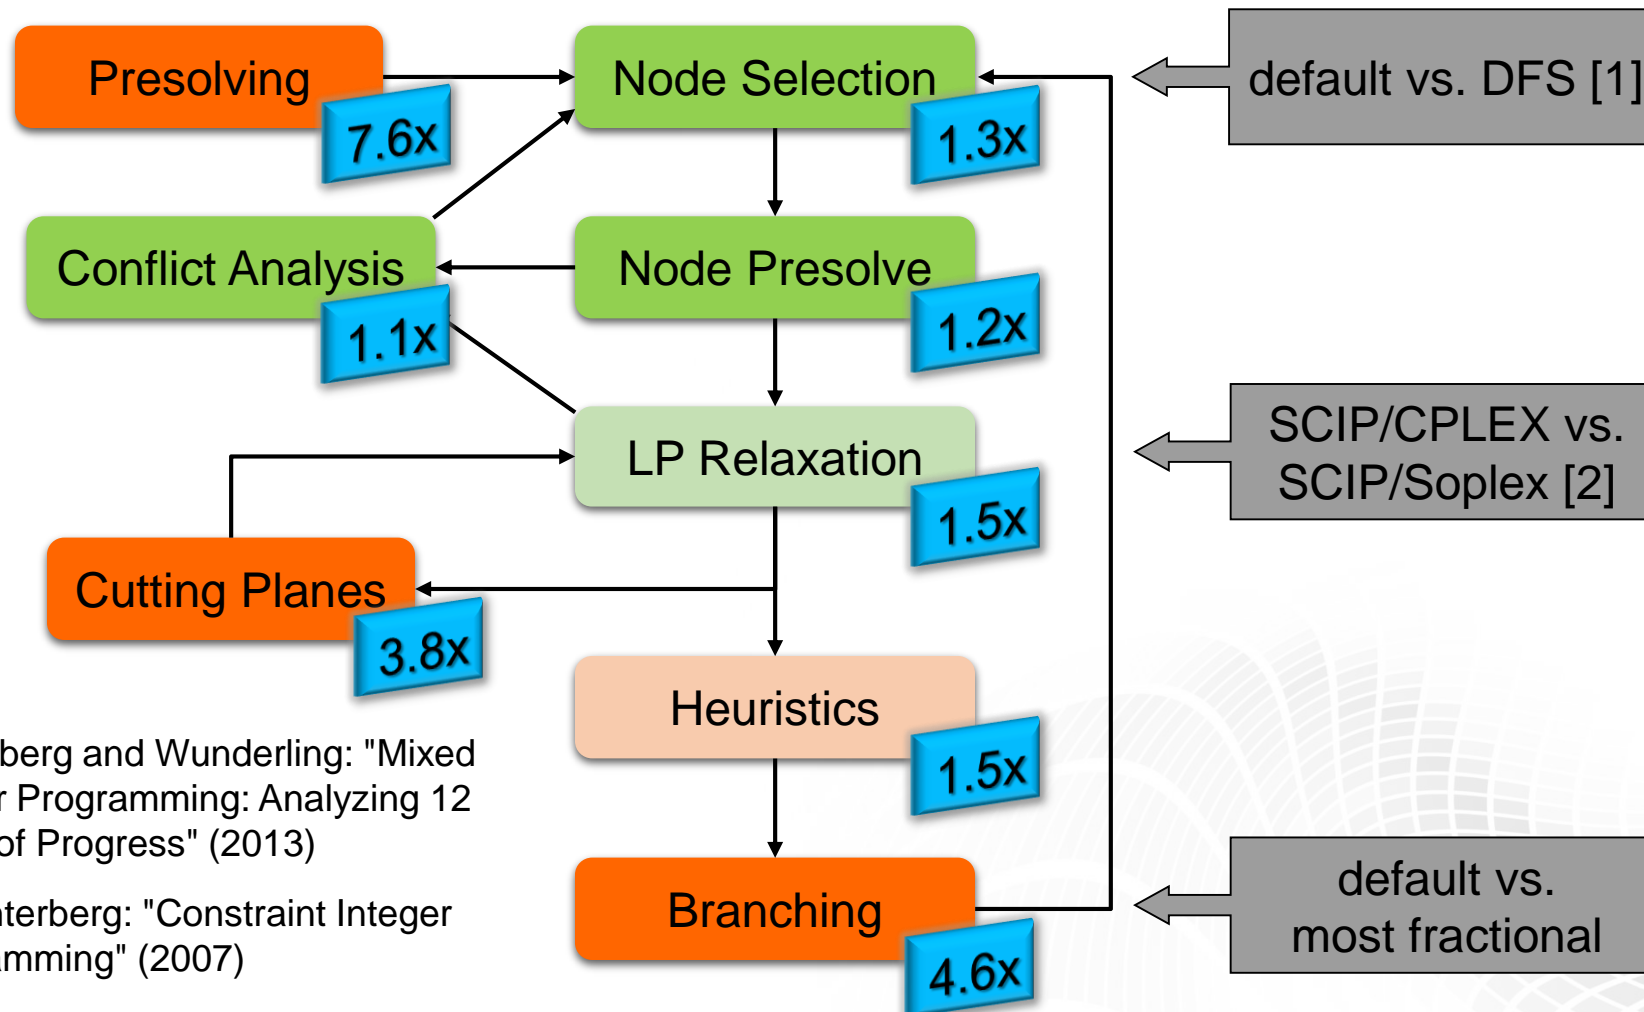 Presolving
7.6x
Node Selection
1.3x
default vs. DFS [1]
Conflict Analysis
1.1x
Node Presolve
1.2x
LP Relaxation
1.5x
SCIP/CPLEX vs.
SCIP/Soplex [2]
Cutting Planes
3.8x
Heuristics
1.5x
berg and Wunderling: "Mixed
r Programming: Analyzing 12
of Progress" (2013)
Branching
4.6x
default vs.
most fractional
terberg: "Constraint Integer
amming" (2007)